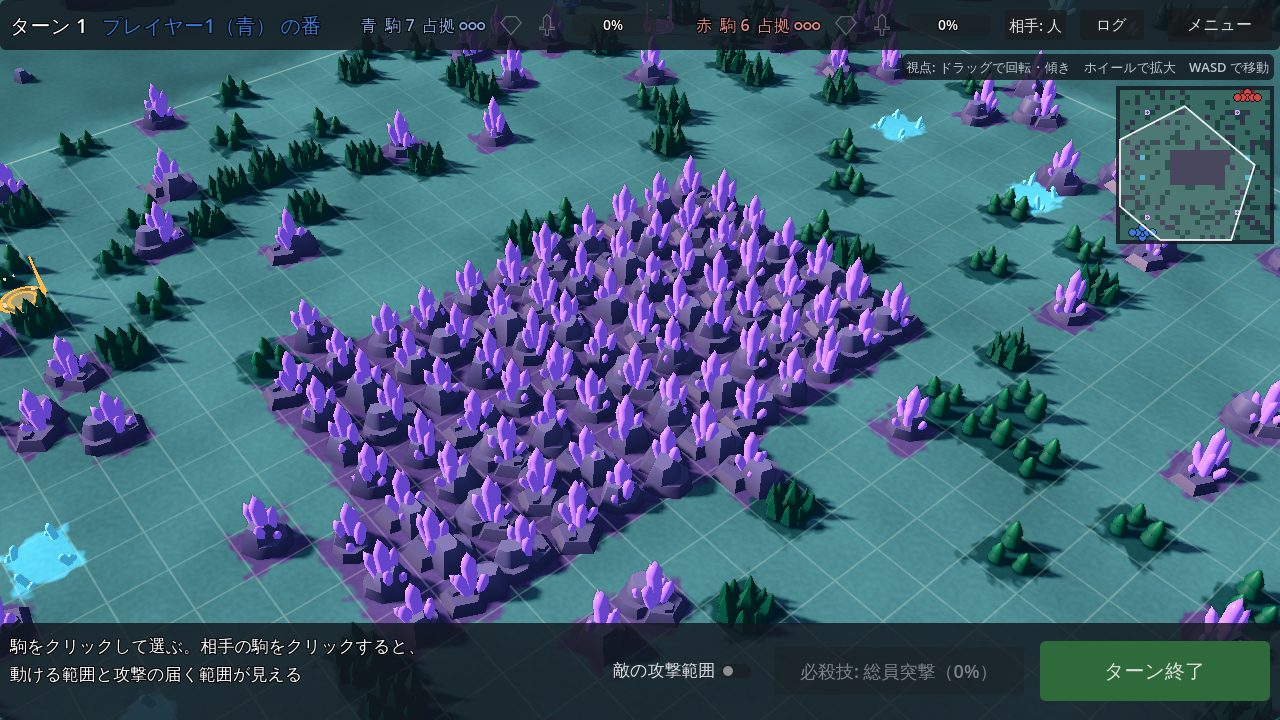 ターン 1 プレイヤー1（青） の番 青 駒 7 占拠 0% 赤 駒 6 占拠 0% 相手: 人 ログ メニュー
視点: ドラッグで回転・傾き ホイールで拡大 WASD で移動
駒をクリックして選ぶ。相手の駒をクリックすると、
動ける範囲と攻撃の届く範囲が見える
敵の攻撃範囲 必殺技: 総員突撃（0%） ターン終了